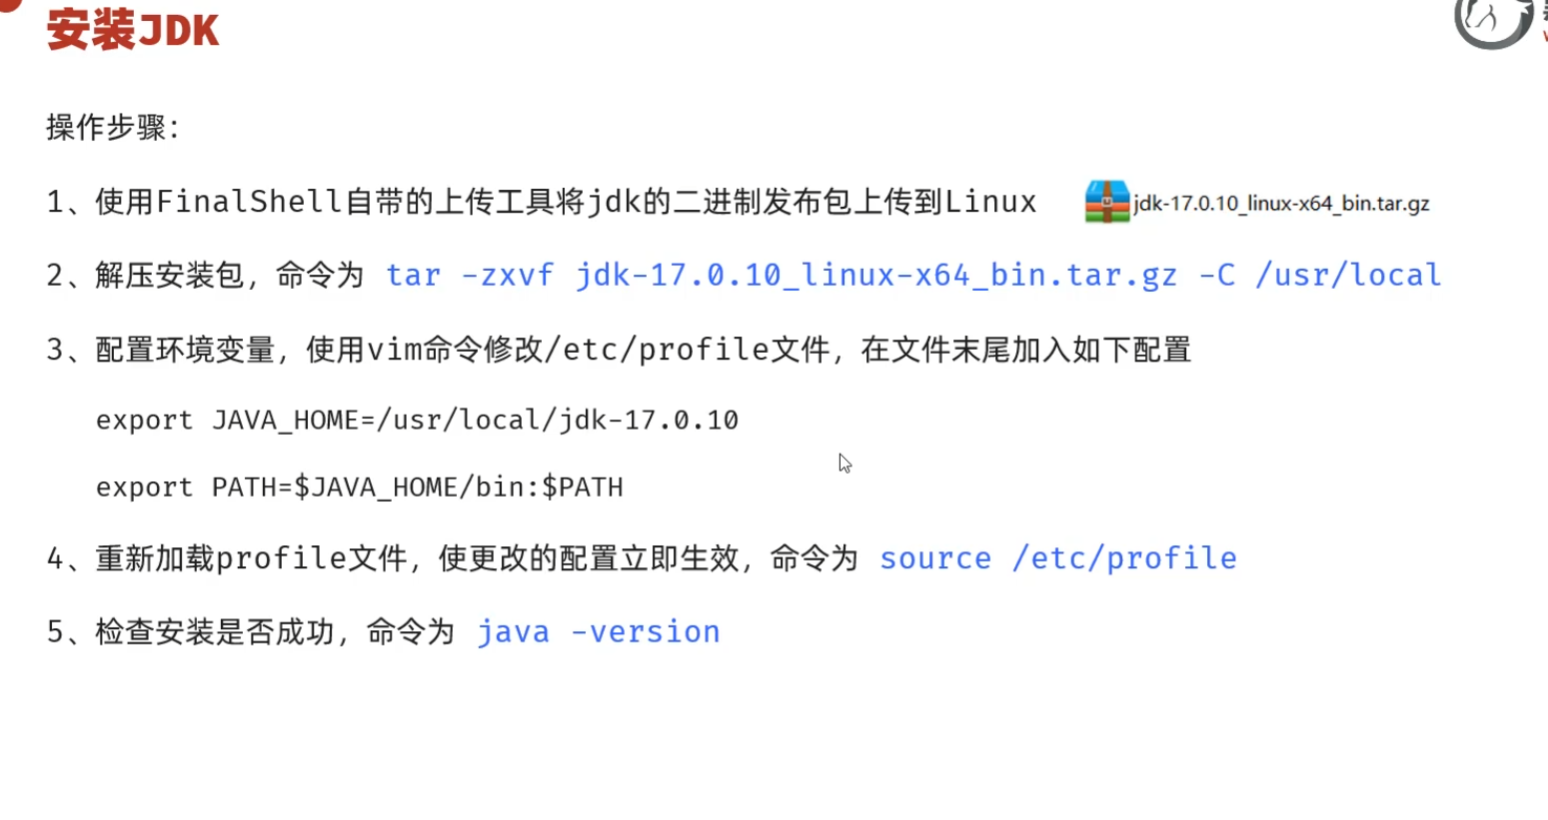 安装JDK
操作步骤：
1、使用FinalShell自带的上传工具将jdk的二进制发布包上传到Linux jdk-17.0.10_linux-x64_bin.tar.gz
2、解压安装包，命令为 tar -zxvf jdk-17.0.10_linux-x64_bin.tar.gz -C /usr/local
3、配置环境变量，使用vim命令修改/etc/profile文件，在文件末尾加入如下配置
export JAVA_HOME=/usr/local/jdk-17.0.10
export PATH=$JAVA_HOME/bin:$PATH
4、重新加载profile文件，使更改的配置立即生效，命令为 source /etc/profile
5、检查安装是否成功，命令为 java -version